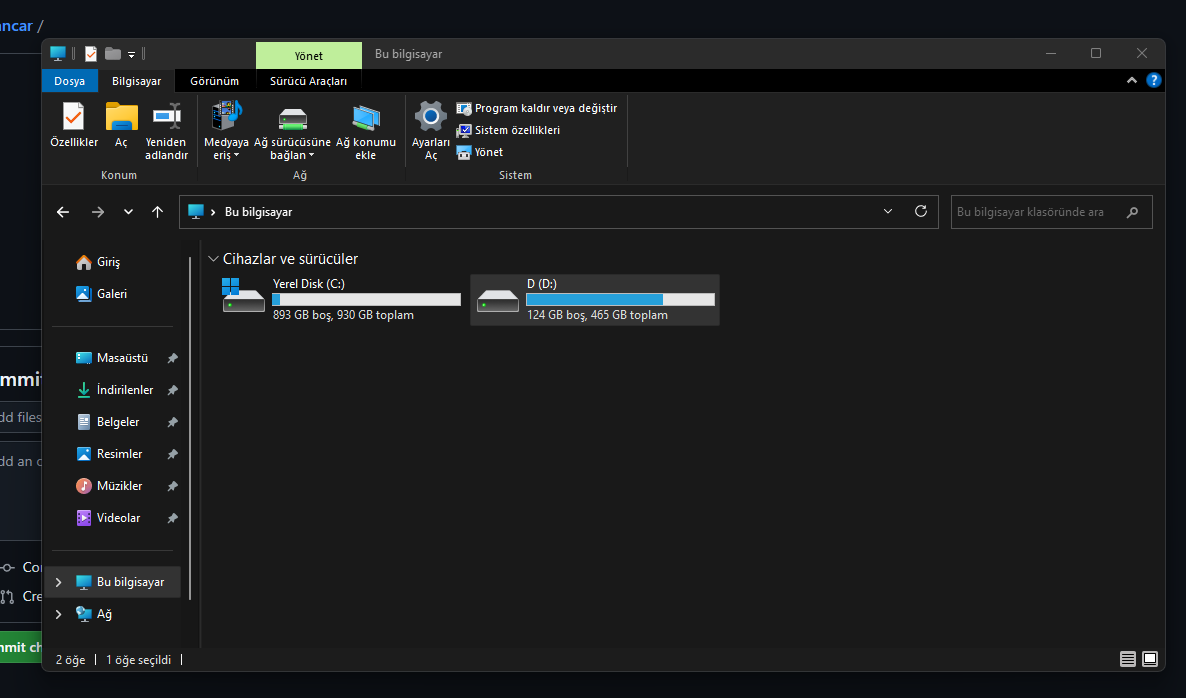 ancar /
Yönet
Bu bilgisayar
Dosya
Bilgisayar
Görünüm
Sürücü Araçları
Özellikler
Aç
Yeniden
adlandır
Medyaya
eriş
Ağ sürücüsüne
bağlan
Ağ konumu
ekle
Ayarları
Aç
Program kaldır veya değiştir
Sistem özellikleri
Yönet
Konum
Ağ
Sistem
Bu bilgisayar
Bu bilgisayar klasöründe ara
Giriş
Galeri
Masaüstü
İndirilenler
Belgeler
Resimler
Müzikler
Videolar
Bu bilgisayar
Ağ
Cihazlar ve sürücüler
Yerel Disk (C:)
893 GB boş, 930 GB toplam
D (D:)
124 GB boş, 465 GB toplam
mmit
dd files
dd an
Co
Cre
mmit ch
2 öğe
1 öğe seçildi